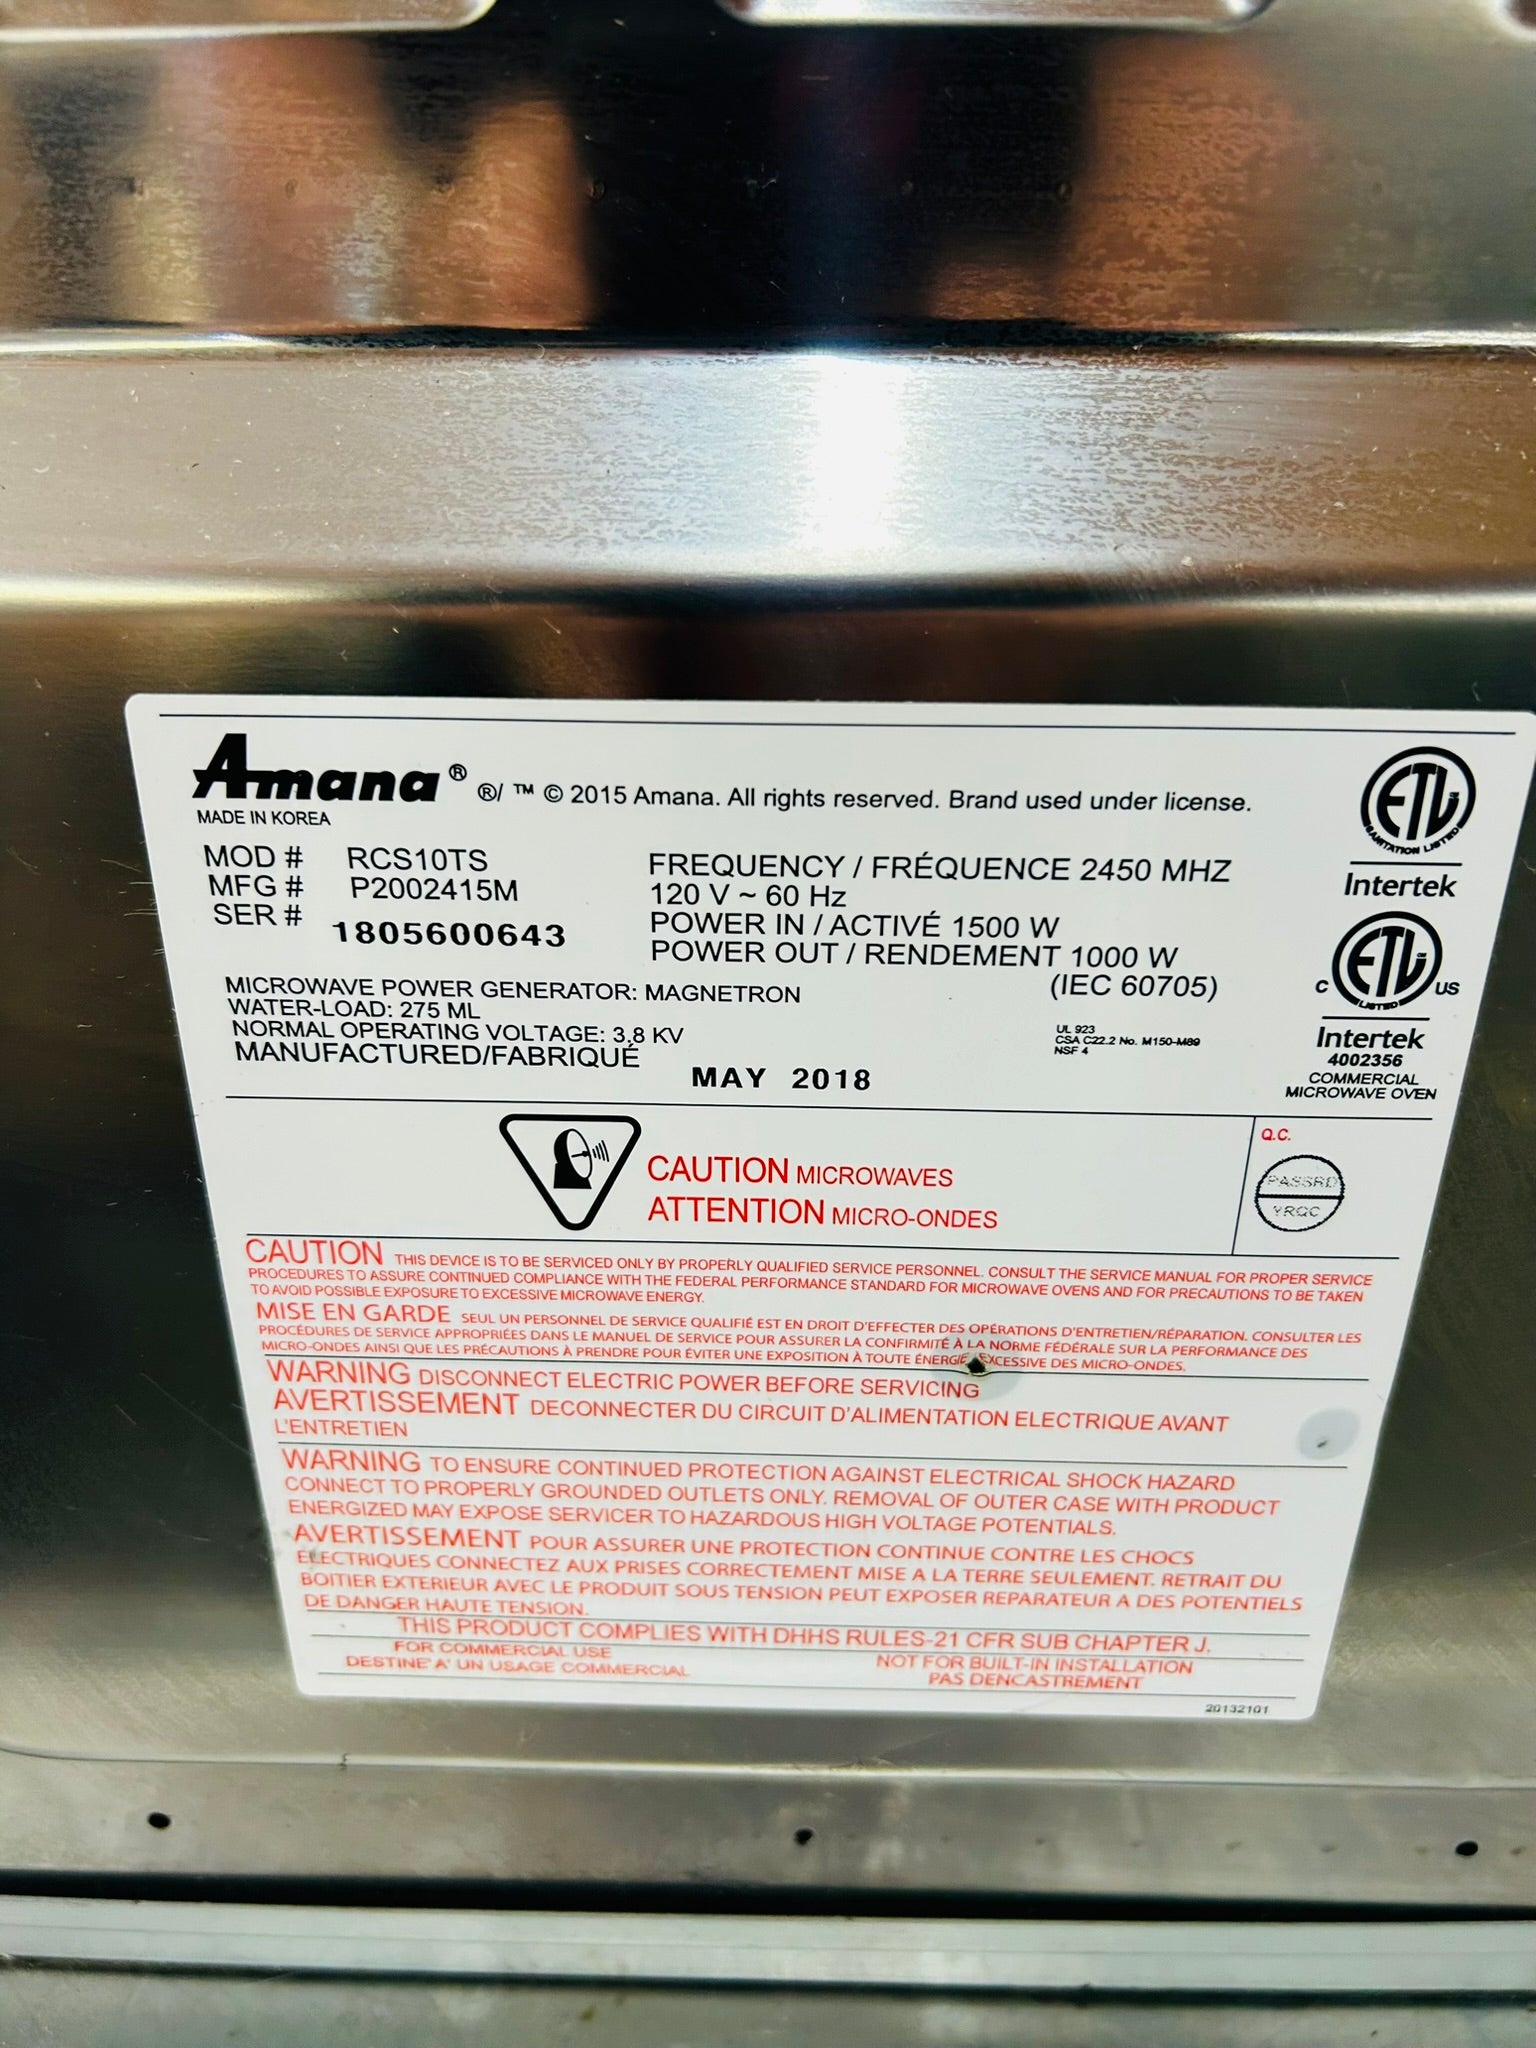 Amana® ®/ ™ © 2015 Amana. All rights reserved. Brand used under license.
MADE IN KOREA
MOD # RCS10TS
MFG # P2002415M
SER # 1805600643
FREQUENCY / FRÉQUENCE 2450 MHZ
120 V ~ 60 Hz
POWER IN / ACTIVÉ 1500 W
POWER OUT / RENDEMENT 1000 W
(IEC 60705)
MICROWAVE POWER GENERATOR: MAGNETRON
WATER-LOAD: 275 ML
NORMAL OPERATING VOLTAGE: 3,8 KV
MANUFACTURED/FABRIQUÉ
MAY 2018
UL 923
CSA C22.2 No. M150-M89
NSF 4
ETL
SANITATION LISTED
Intertek
C ETL US
LISTED
Intertek
4002356
COMMERCIAL
MICROWAVE OVEN
CAUTION MICROWAVES
ATTENTION MICRO-ONDES
Q.C.
PASSRD
YRQC
CAUTION THIS DEVICE IS TO BE SERVICED ONLY BY PROPERLY QUALIFIED SERVICE PERSONNEL. CONSULT THE SERVICE MANUAL FOR PROPER SERVICE
PROCEDURES TO ASSURE CONTINUED COMPLIANCE WITH THE FEDERAL PERFORMANCE STANDARD FOR MICROWAVE OVENS AND FOR PRECAUTIONS TO BE TAKEN
TO AVOID POSSIBLE EXPOSURE TO EXCESSIVE MICROWAVE ENERGY.
MISE EN GARDE SEUL UN PERSONNEL DE SERVICE QUALIFIÉ EST EN DROIT D'EFFECTER DES OPÉRATIONS D'ENTRETIEN/RÉPARATION. CONSULTER LES
PROCÉDURES DE SERVICE APPROPRIÉES DANS LE MANUEL DE SERVICE POUR ASSURER LA CONFIRMITÉ À LA NORME FÉDÉRALE SUR LA PERFORMANCE DES
MICRO-ONDES AINSI QUE LES PRÉCAUTIONS À PRENDRE POUR ÉVITER UNE EXPOSITION À TOUTE ÉNERGIE EXCESSIVE DES MICRO-ONDES.
WARNING DISCONNECT ELECTRIC POWER BEFORE SERVICING
AVERTISSEMENT DECONNECTER DU CIRCUIT D'ALIMENTATION ELECTRIQUE AVANT
L'ENTRETIEN
WARNING TO ENSURE CONTINUED PROTECTION AGAINST ELECTRICAL SHOCK HAZARD
CONNECT TO PROPERLY GROUNDED OUTLETS ONLY. REMOVAL OF OUTER CASE WITH PRODUCT
ENERGIZED MAY EXPOSE SERVICER TO HAZARDOUS HIGH VOLTAGE POTENTIALS.
AVERTISSEMENT POUR ASSURER UNE PROTECTION CONTINUE CONTRE LES CHOCS
ELECTRIQUES CONNECTEZ AUX PRISES CORRECTEMENT MISE A LA TERRE SEULEMENT. RETRAIT DU
BOITIER EXTERIEUR AVEC LE PRODUIT SOUS TENSION PEUT EXPOSER REPARATEUR A DES POTENTIELS
DE DANGER HAUTE TENSION.
THIS PRODUCT COMPLIES WITH DHHS RULES-21 CFR SUB CHAPTER J.
FOR COMMERCIAL USE
DESTINE' A' UN USAGE COMMERCIAL
NOT FOR BUILT-IN INSTALLATION
PAS DENCASTREMENT
20132101